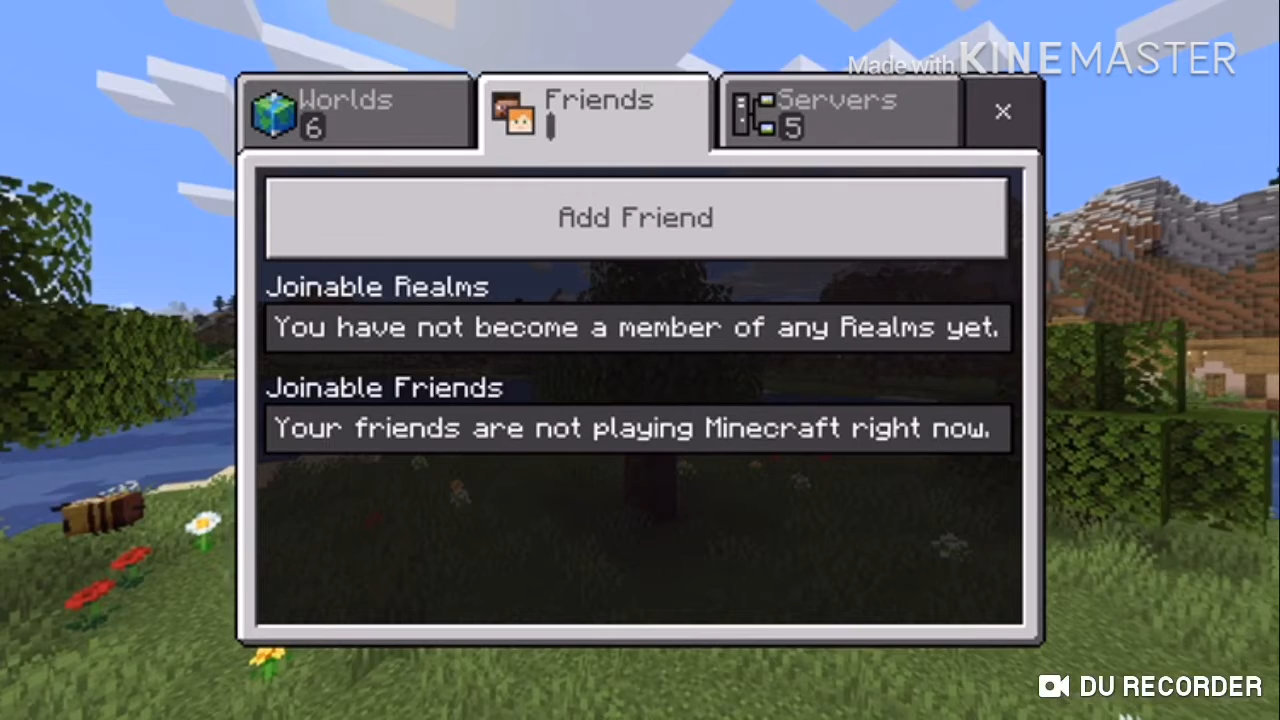 Made with KINEMASTER
Worlds
6
Friends
Servers
5
Add Friend
Joinable Realms
You have not become a member of any Realms yet.
Joinable Friends
Your friends are not playing Minecraft right now.
DU RECORDER